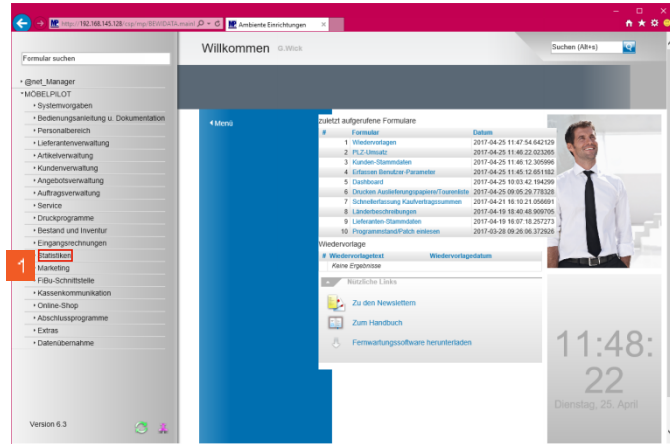 http://192.168.145.128/csp/mp/BEWIDATA.mainl
Ambiente Einrichtungen
Willkommen G.Wick
Suchen (Alt+s)
Formular suchen
@net_Manager
MÖBELPILOT
Systemvorgaben
Bedienungsanleitung u. Dokumentation
Personalbereich
Lieferantenverwaltung
Artikelverwaltung
Kundenverwaltung
Angebotsverwaltung
Auftragsverwaltung
Service
Druckprogramme
Bestand und Inventur
Eingangsrechnungen
1 Statistiken
Marketing
FiBu-Schnittstelle
Kassenkommunikation
Online-Shop
Abschlussprogramme
Extras
Datenübernahme
Version 6.3
Menü
zuletzt aufgerufene Formulare
# Formular Datum
1 Wiedervorlagen 2017-04-25 11:47:54.642129
2 PLZ-Umsatz 2017-04-25 11:46:22.023265
3 Kunden-Stammdaten 2017-04-25 11:46:12.305996
4 Erfassen Benutzer-Parameter 2017-04-25 11:45:12.651182
5 Dashboard 2017-04-25 10:03:42.194299
6 Drucken Auslieferungspapiere/Tourenliste 2017-04-25 09:05:29.778328
7 Schnellerfassung Kaufvertragssummen 2017-04-21 16:10:21.056691
8 Länderbeschreibungen 2017-04-19 18:40:48.909705
9 Lieferanten-Stammdaten 2017-04-19 16:07:18.257273
10 Programmstand/Patch einlesen 2017-03-28 09:26:06.372926
Wiedervorlage
# Wiedervorlagetext Wiedervorlagedatum
Keine Ergebnisse
Nützliche Links
Zu den Newslettern
Zum Handbuch
Fernwartungssoftware herunterladen
11:48:
22
Dienstag, 25. April